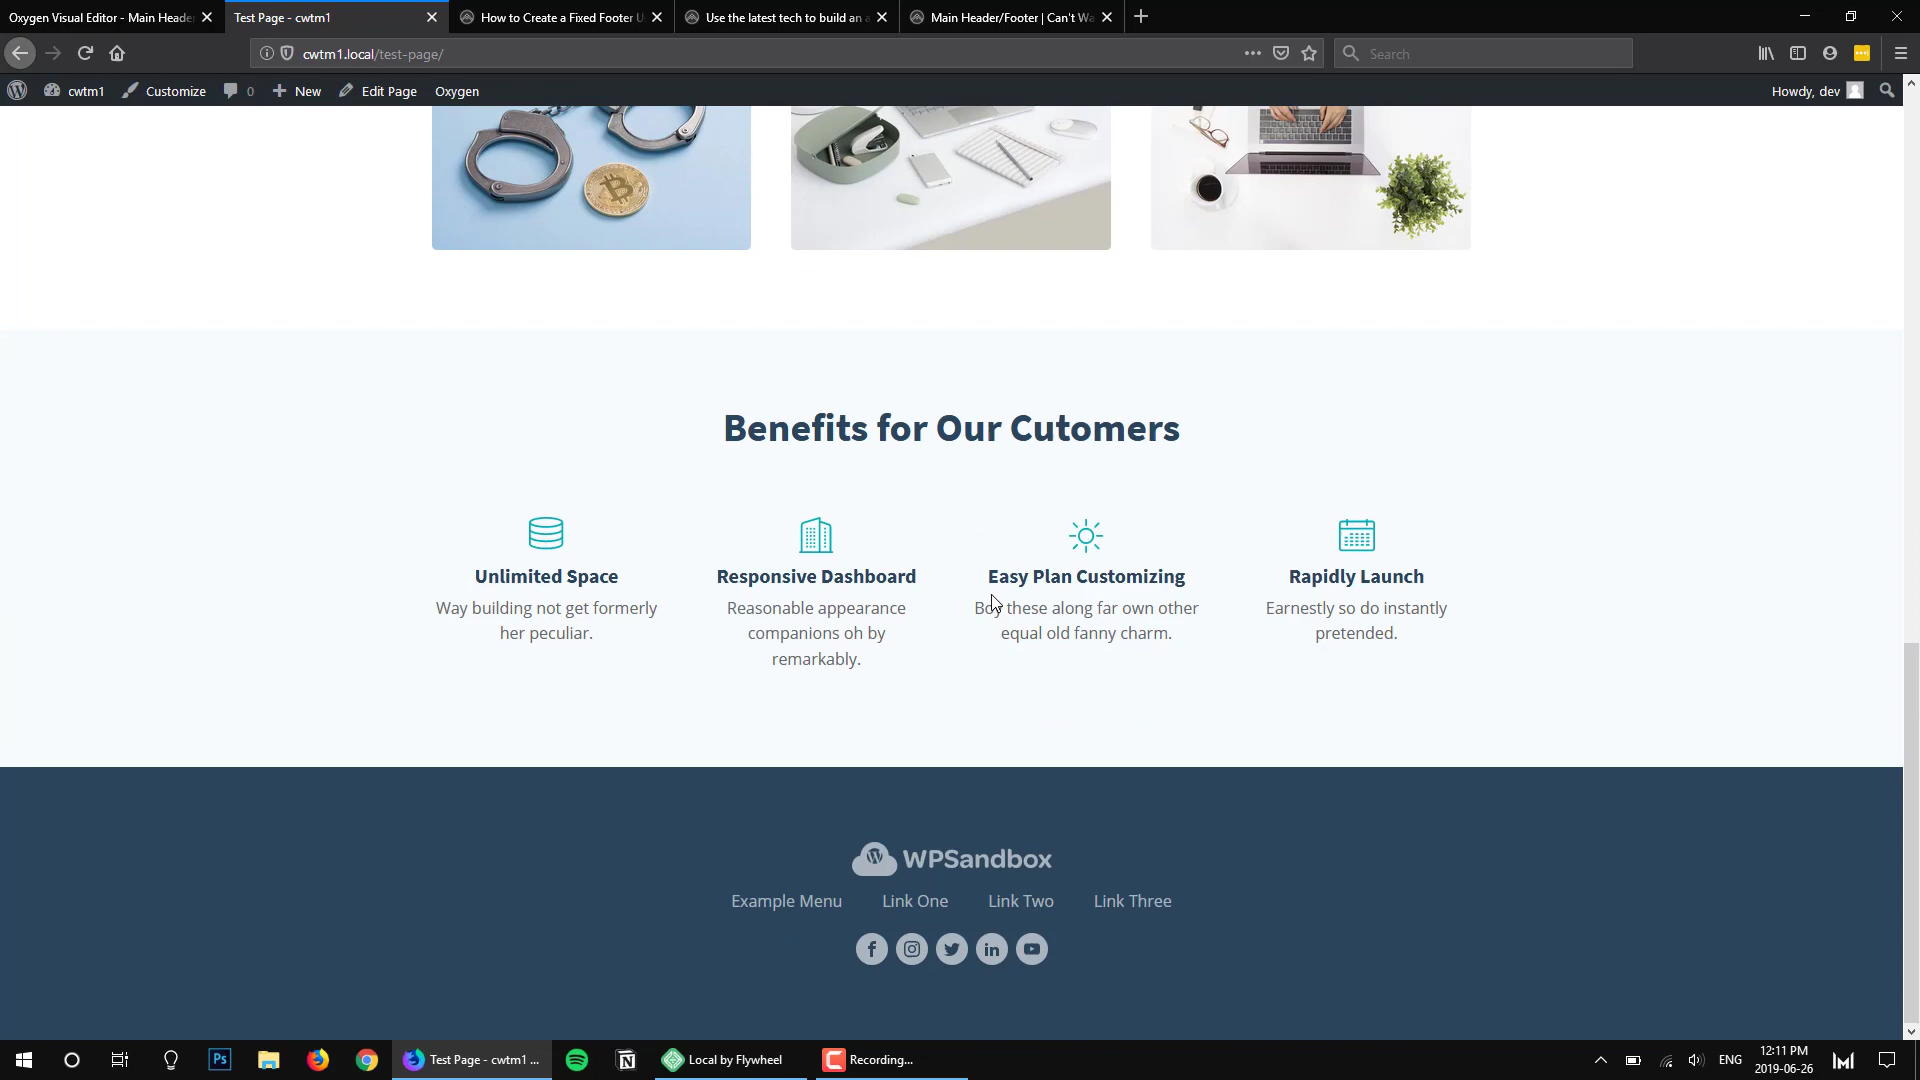 Oxygen Visual Editor - Main Heade
Test Page - cwtm1
How to Create a Fixed Footer U
Use the latest tech to build an a
Main Header/Footer | Can't Wa
cwtm1.local/test-page/
Search
cwtm1
Customize
0
New
Edit Page
Oxygen
Howdy, dev
Benefits for Our Cutomers
Unlimited Space
Way building not get formerly
her peculiar.
Responsive Dashboard
Reasonable appearance
companions oh by
remarkably.
Easy Plan Customizing
Boy these along far own other
equal old fanny charm.
Rapidly Launch
Earnestly so do instantly
pretended.
WPSandbox
Example Menu
Link One
Link Two
Link Three
Ps
Test Page - cwtm1 ...
Local by Flywheel
Recording...
ENG
12:11 PM
2019-06-26